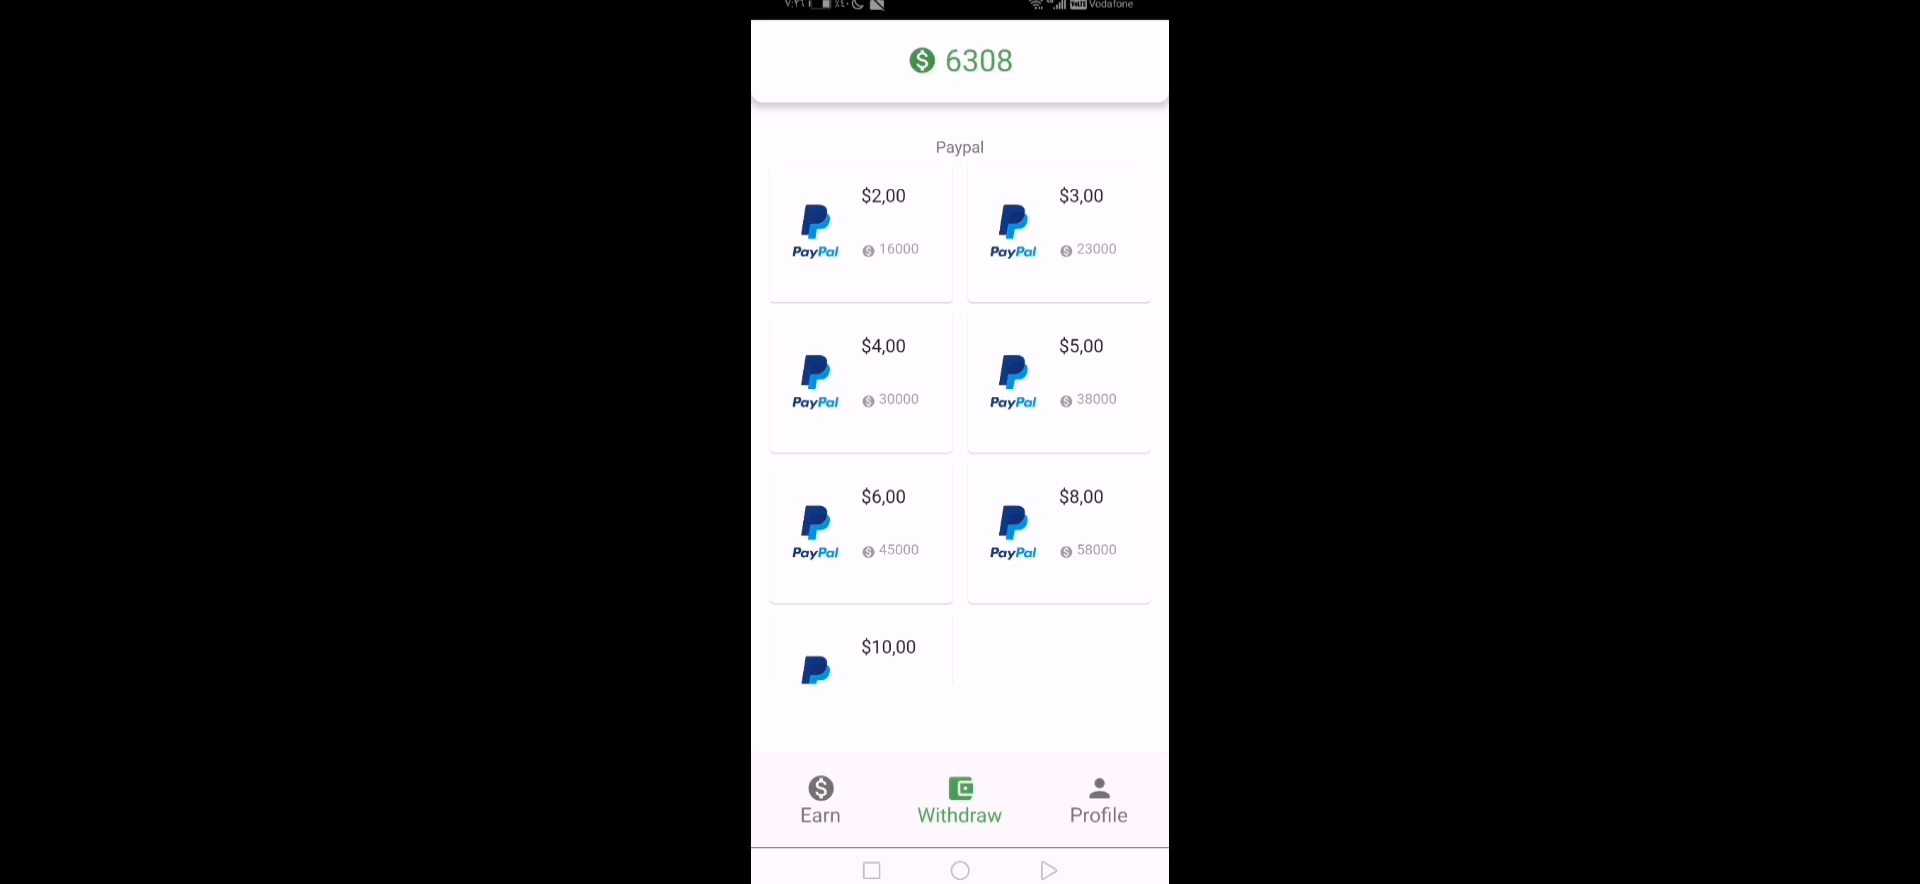 Vodafone
6308
Paypal
$2,00
PayPal
16000
$3,00
PayPal
23000
$4,00
PayPal
30000
$5,00
PayPal
38000
$6,00
PayPal
45000
$8,00
PayPal
58000
$10,00
Earn
Withdraw
Profile